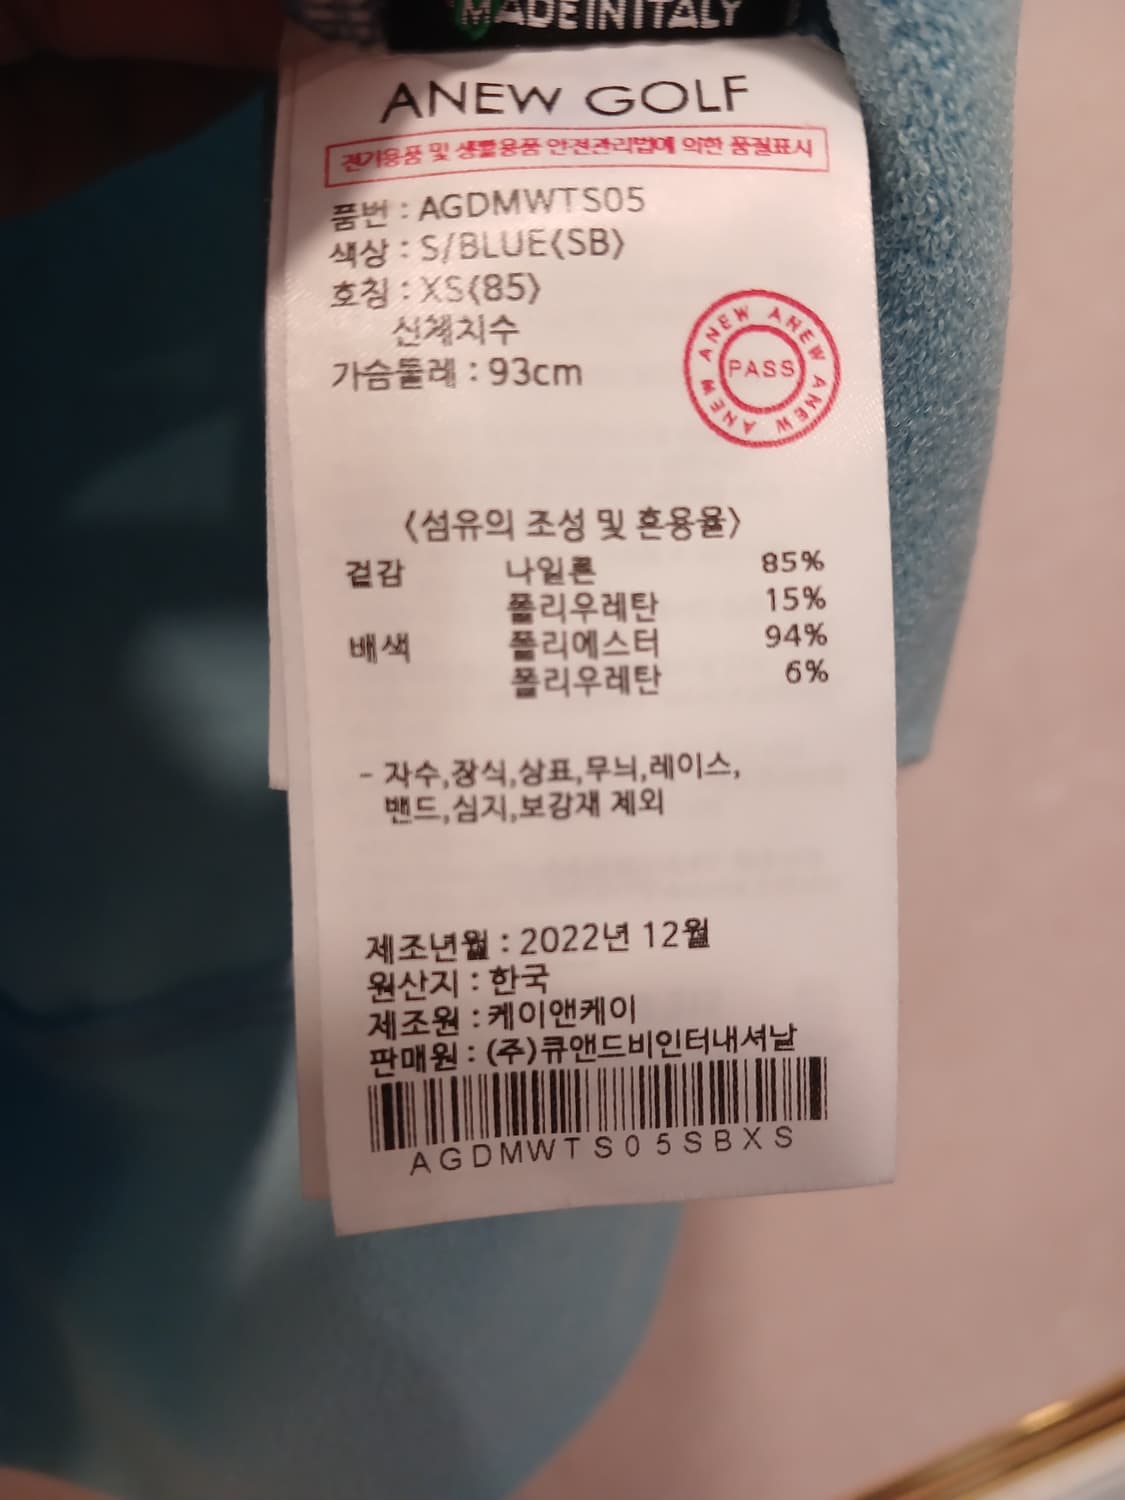 MADE IN ITALY
ANEW GOLF
전기용품 및 생활용품 안전관리법에 의한 품질표시
품번 : AGDMWTS05
색상 : S/BLUE(SB)
호칭 : XS(85)
신체치수
가슴둘레 : 93cm
ANEW ANEW ANEW ANEW
PASS
<섬유의 조성 및 혼용율>
겉감 나일론 85%
폴리우레탄 15%
배색 폴리에스터 94%
폴리우레탄 6%
- 자수,장식,상표,무늬,레이스,
밴드,심지,보강재 제외
제조년월 : 2022년 12월
원산지 : 한국
제조원 : 케이앤케이
판매원 : (주)큐앤드비인터내셔날
AGDMWTS05SBXS